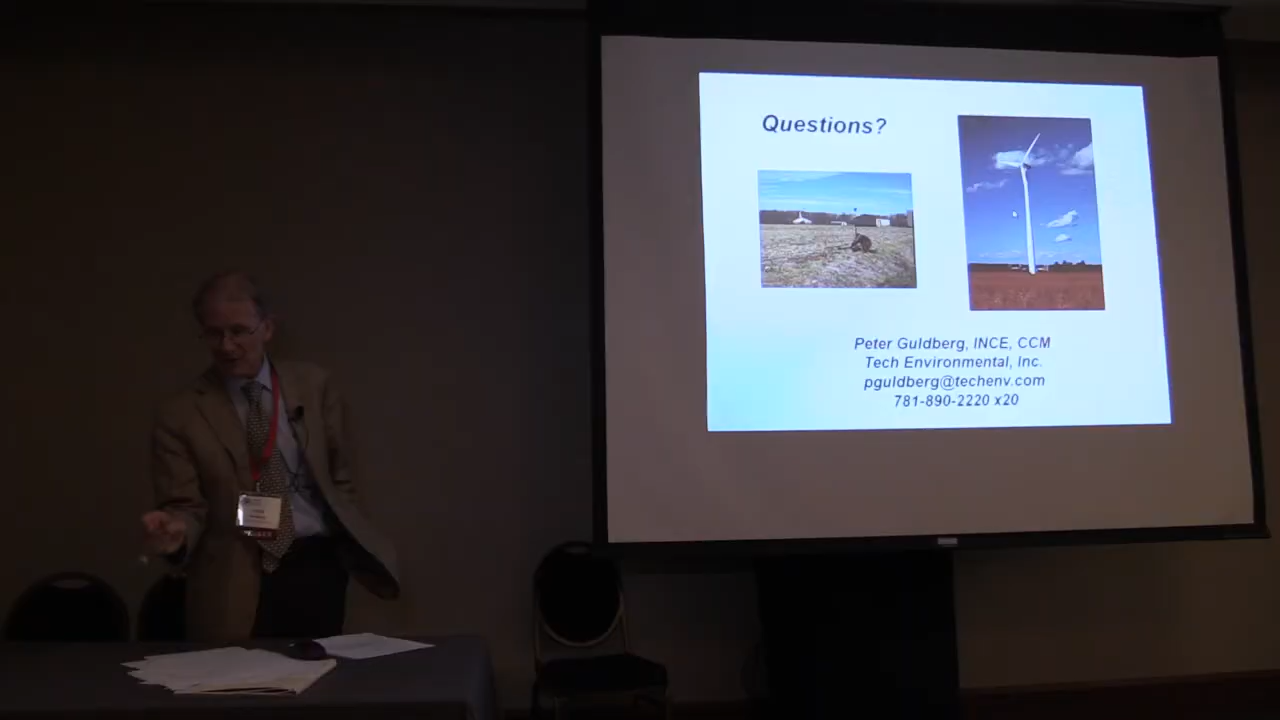 Questions?
Peter Guldberg, INCE, CCM
Tech Environmental, Inc.
pguldberg@techenv.com
781-890-2220 x20